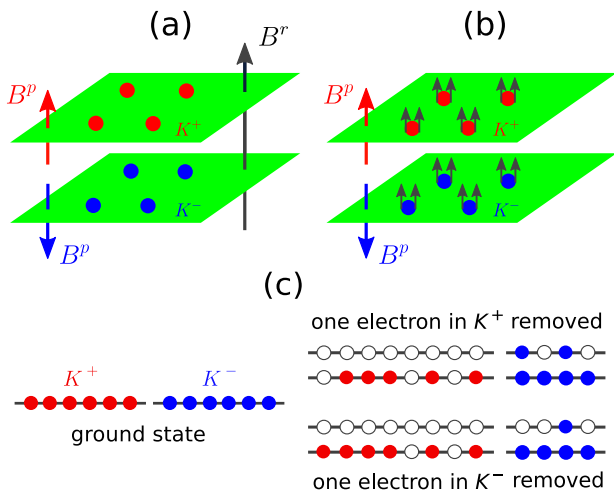 (a)
B^r
B^p
K^+
K^-
B^p
(b)
B^p
K^+
K^-
B^p
(c)
one electron in K^+ removed
K^+ K^-
ground state
one electron in K^- removed